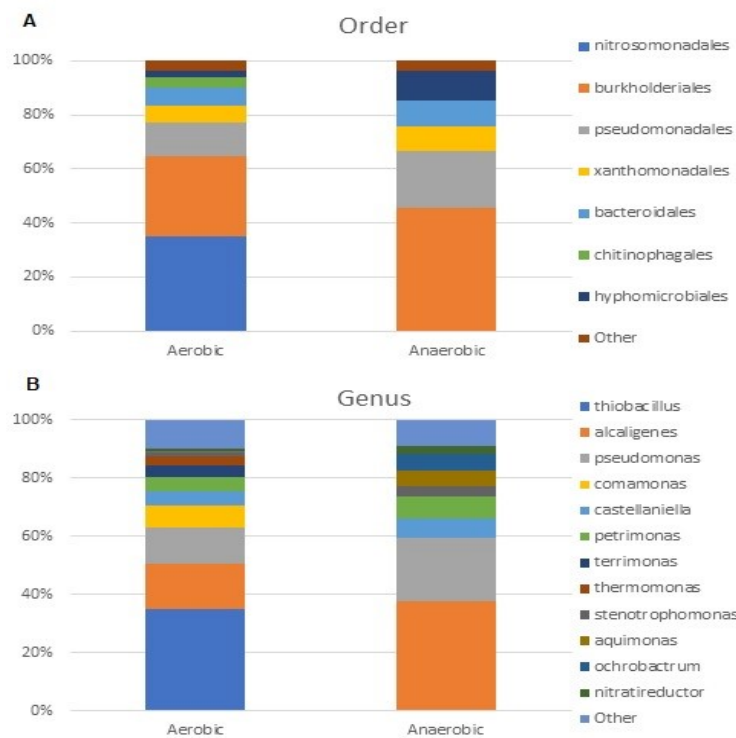 A
Order
100%
80%
60%
40%
20%
0%
Aerobic
Anaerobic
nitrosomonadales
burkholderiales
pseudomonadales
xanthomonadales
bacteroidales
chitinophagales
hyphomicrobiales
Other
B
Genus
100%
80%
60%
40%
20%
0%
Aerobic
Anaerobic
thiobacillus
alcaligenes
pseudomonas
comamonas
castellaniella
petrimonas
terrimonas
thermomonas
stenotrophomonas
aquimonas
ochrobactrum
nitratireductor
Other